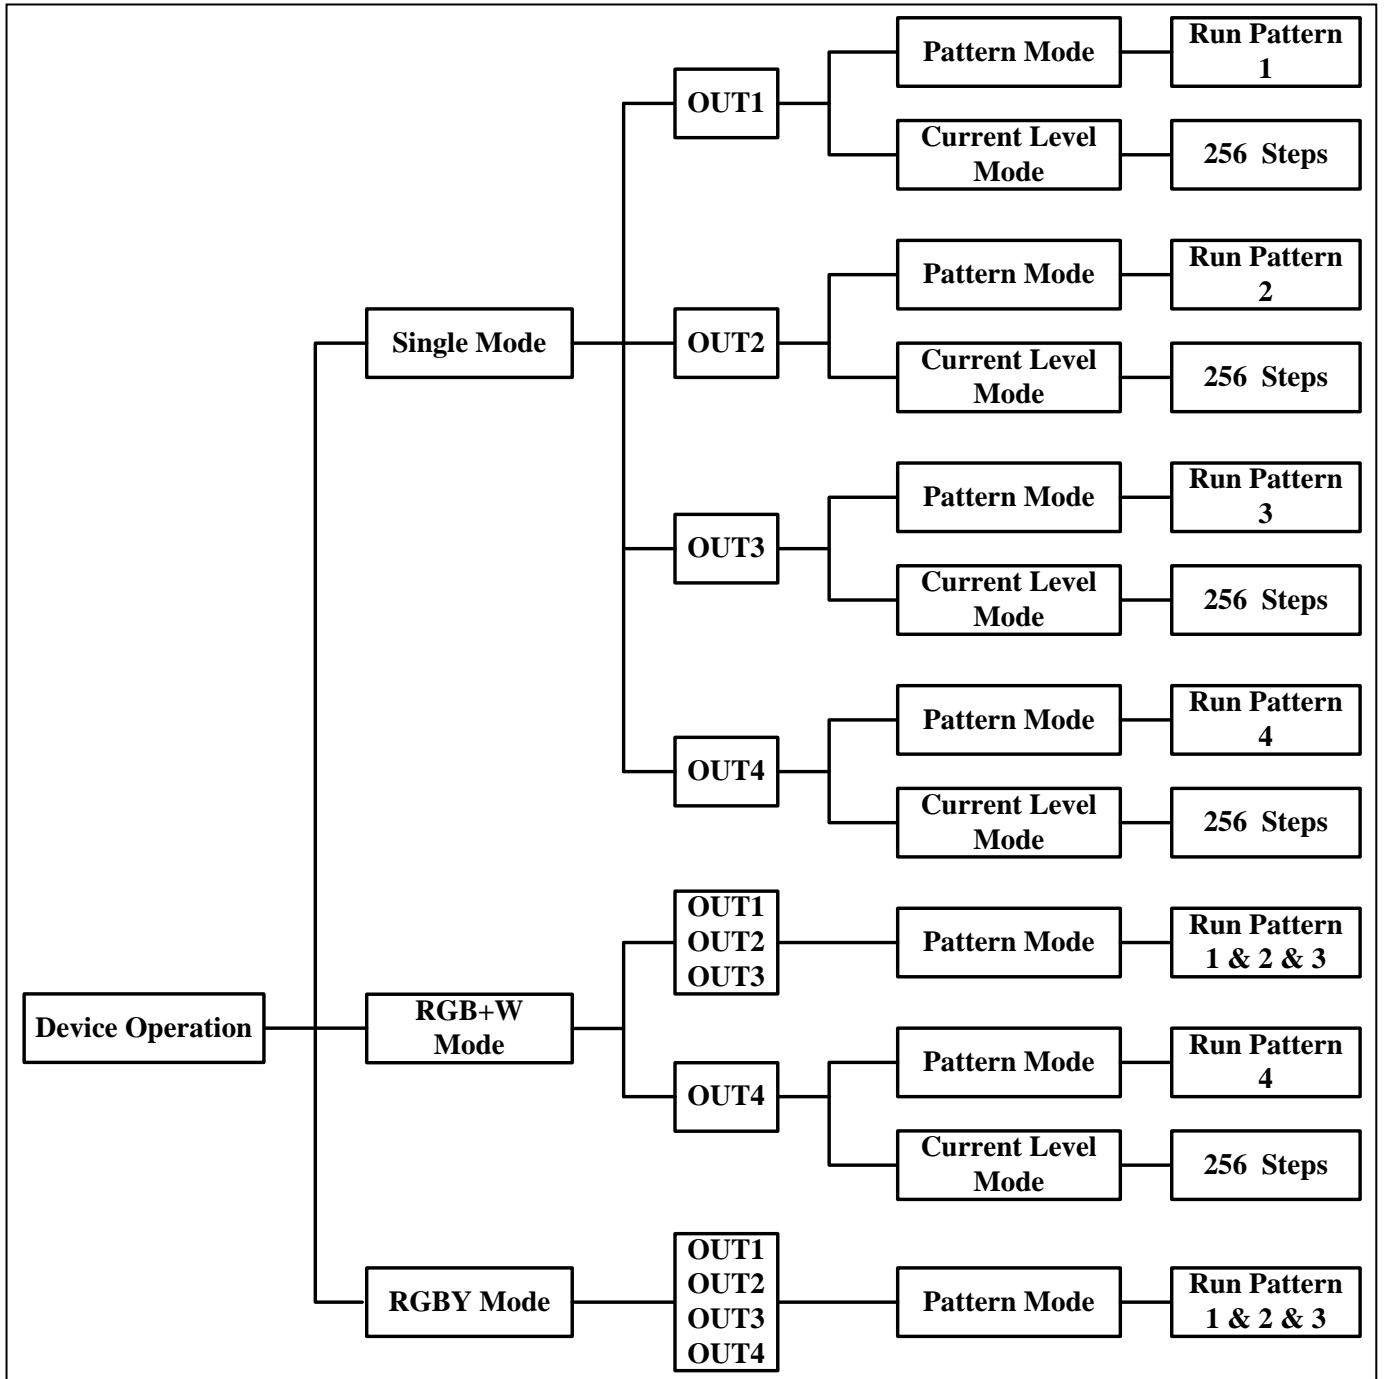 Pattern Mode
Run Pattern
1
OUT1
Current Level
Mode
256 Steps
Pattern Mode
Run Pattern
2
Single Mode
OUT2
Current Level
Mode
256 Steps
Pattern Mode
Run Pattern
3
OUT3
Current Level
Mode
256 Steps
Pattern Mode
Run Pattern
4
OUT4
Current Level
Mode
256 Steps
OUT1
OUT2
OUT3
Pattern Mode
Run Pattern
1 & 2 & 3
Device Operation
RGB+W
Mode
Pattern Mode
Run Pattern
4
OUT4
Current Level
Mode
256 Steps
RGBY Mode
OUT1
OUT2
OUT3
OUT4
Pattern Mode
Run Pattern
1 & 2 & 3